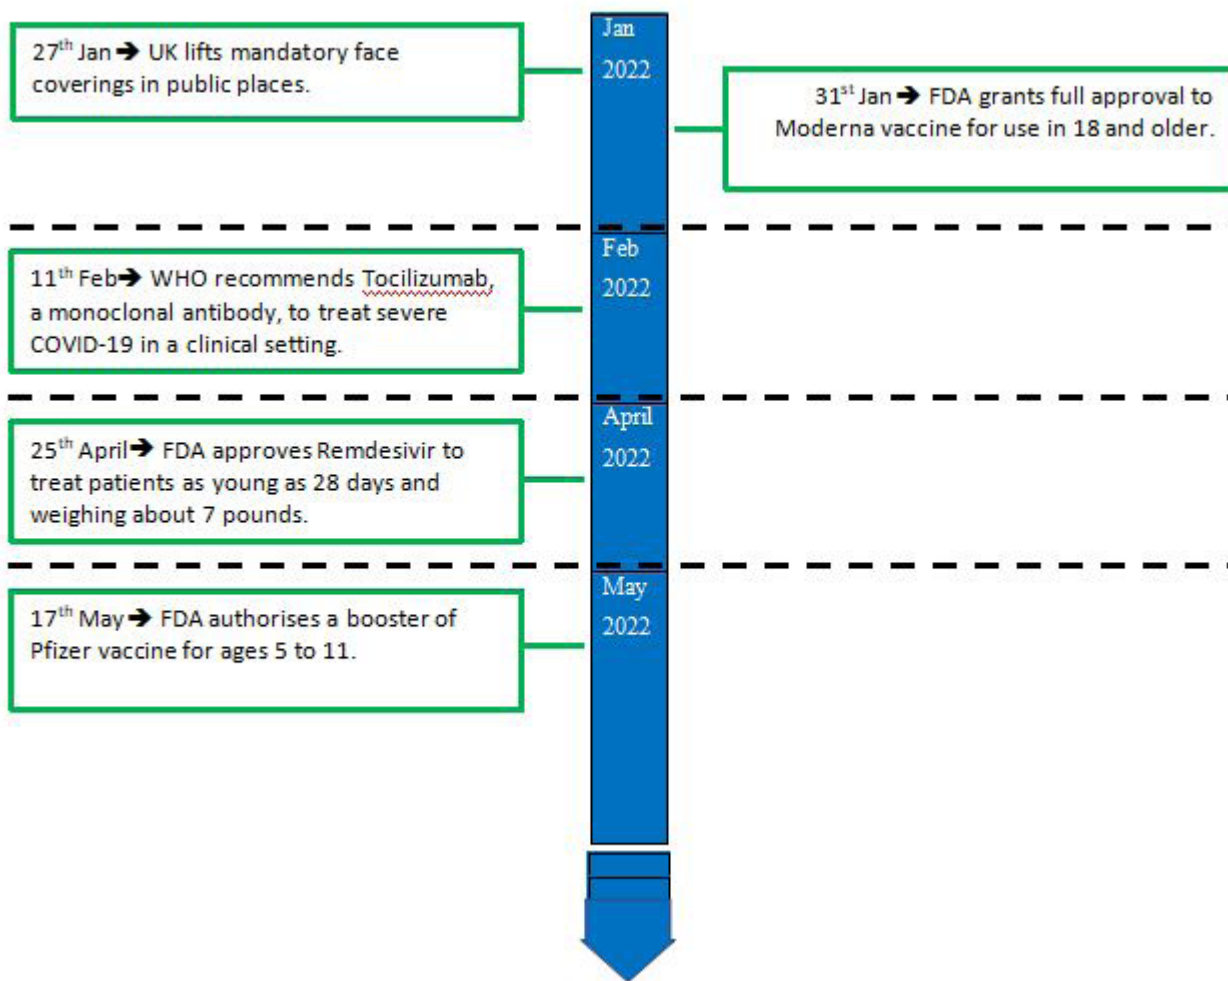 Jan
2022
27th Jan ➔ UK lifts mandatory face
coverings in public places.
31st Jan ➔ FDA grants full approval to
Moderna vaccine for use in 18 and older.
Feb
2022
11th Feb➔ WHO recommends Tocilizumab,
a monoclonal antibody, to treat severe
COVID-19 in a clinical setting.
April
2022
25th April➔ FDA approves Remdesivir to
treat patients as young as 28 days and
weighing about 7 pounds.
May
2022
17th May ➔ FDA authorises a booster of
Pfizer vaccine for ages 5 to 11.